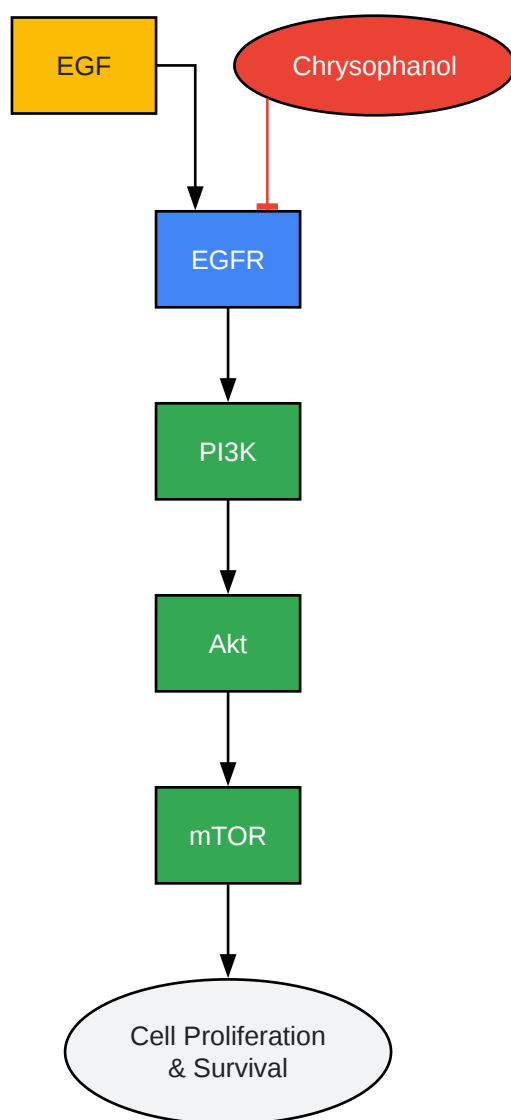 EGF
Chrysophanol
EGFR
PI3K
Akt
mTOR
Cell Proliferation
& Survival